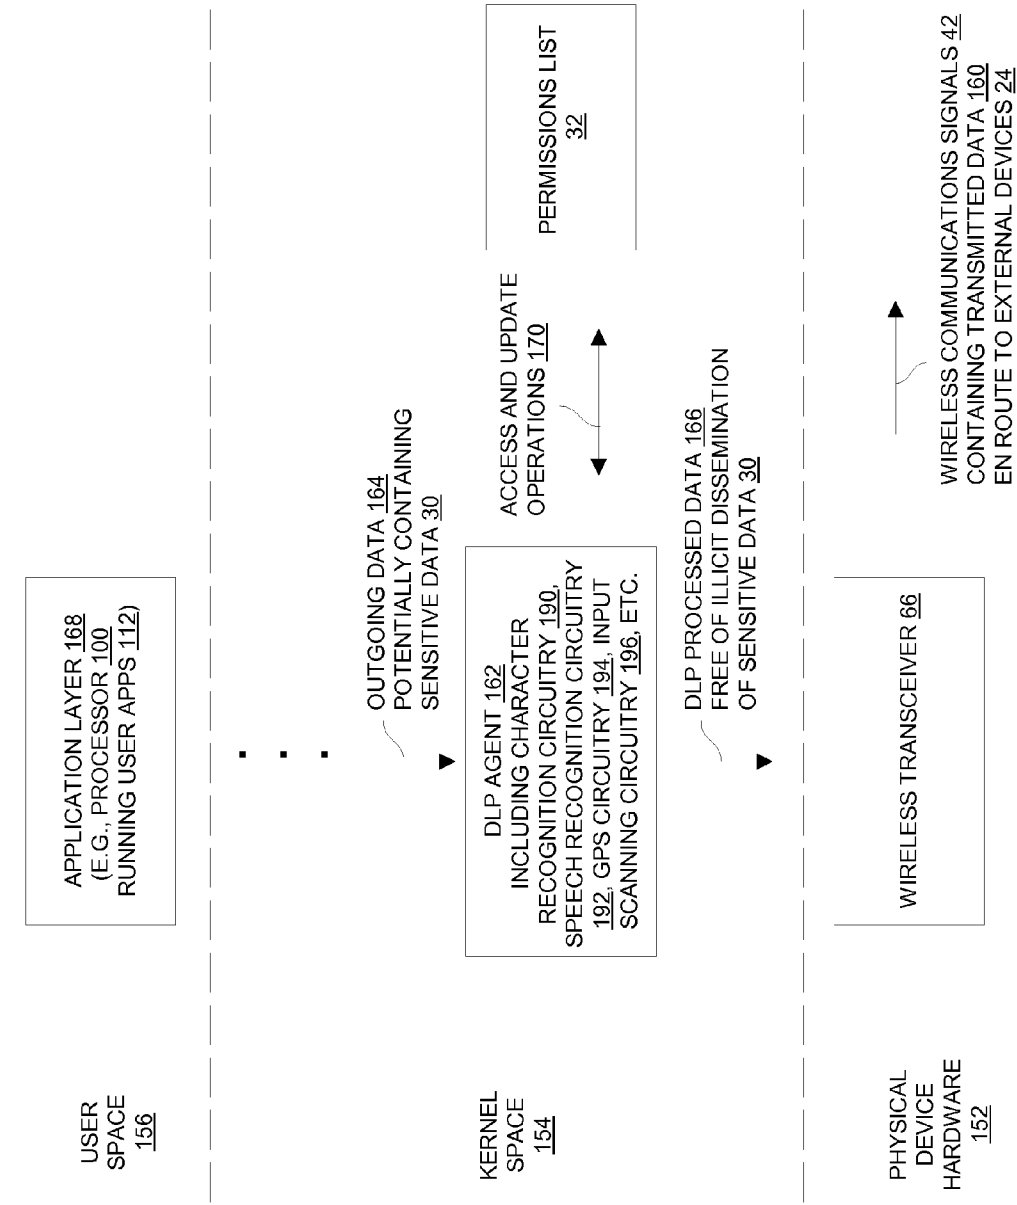 USER
SPACE
156
APPLICATION LAYER 168
(E.G., PROCESSOR 100
RUNNING USER APPS 112)
KERNEL
SPACE
154
OUTGOING DATA 164
POTENTIALLY CONTAINING
SENSITIVE DATA 30
DLP AGENT 162
INCLUDING CHARACTER
RECOGNITION CIRCUITRY 190,
SPEECH RECOGNITION CIRCUITRY
192, GPS CIRCUITRY 194, INPUT
SCANNING CIRCUITRY 196, ETC.
ACCESS AND UPDATE
OPERATIONS 170
PERMISSIONS LIST
32
DLP PROCESSED DATA 166
FREE OF ILLICIT DISSEMINATION
OF SENSITIVE DATA 30
PHYSICAL
DEVICE
HARDWARE
152
WIRELESS TRANSCEIVER 66
WIRELESS COMMUNICATIONS SIGNALS 42
CONTAINING TRANSMITTED DATA 160
EN ROUTE TO EXTERNAL DEVICES 24